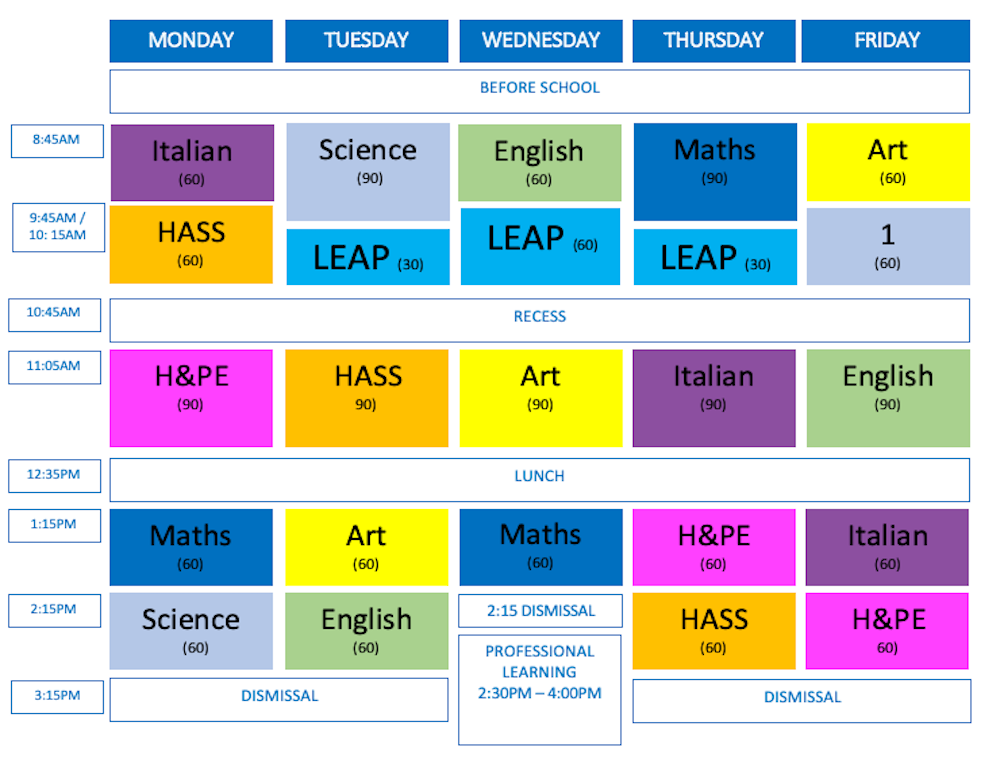 MONDAY TUESDAY WEDNESDAY THURSDAY FRIDAY
BEFORE SCHOOL
8:45AM
Italian Science English Maths Art
(60) (90) (60) (90) (60)
9:45AM /
10: 15AM
HASS LEAP (30) LEAP (60) LEAP (30) 1
(60) (60)
10:45AM RECESS
11:05AM
H&PE HASS Art Italian English
(90) 90) (90) (90) (90)
12:35PM LUNCH
1:15PM
Maths Art Maths H&PE Italian
(60) (60) (60) (60) (60)
2:15PM 2:15 DISMISSAL
Science English HASS H&PE
(60) (60) (60) 60)
PROFESSIONAL
LEARNING
2:30PM – 4:00PM
3:15PM DISMISSAL DISMISSAL